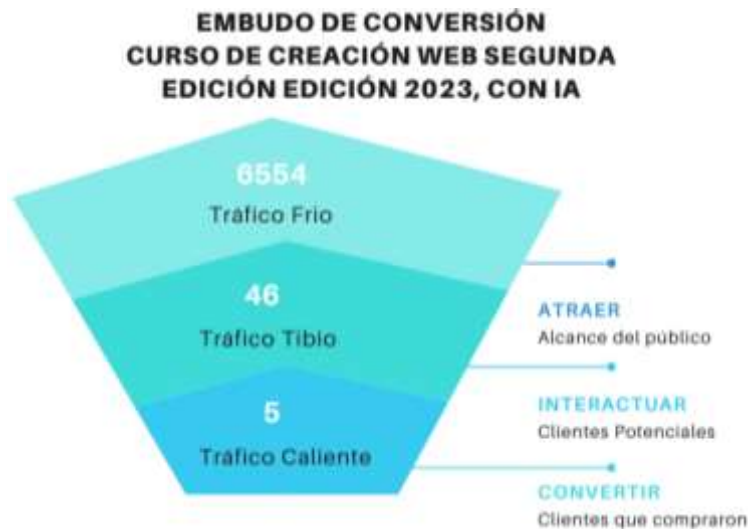 EMBUDO DE CONVERSIÓN
CURSO DE CREACIÓN WEB SEGUNDA
EDICIÓN EDICIÓN 2023, CON IA
6554
Tráfico Frio
46
Tráfico Tibio
5
Tráfico Caliente
ATRAER
Alcance del público
INTERACTUAR
Clientes Potenciales
CONVERTIR
Clientes que compraron